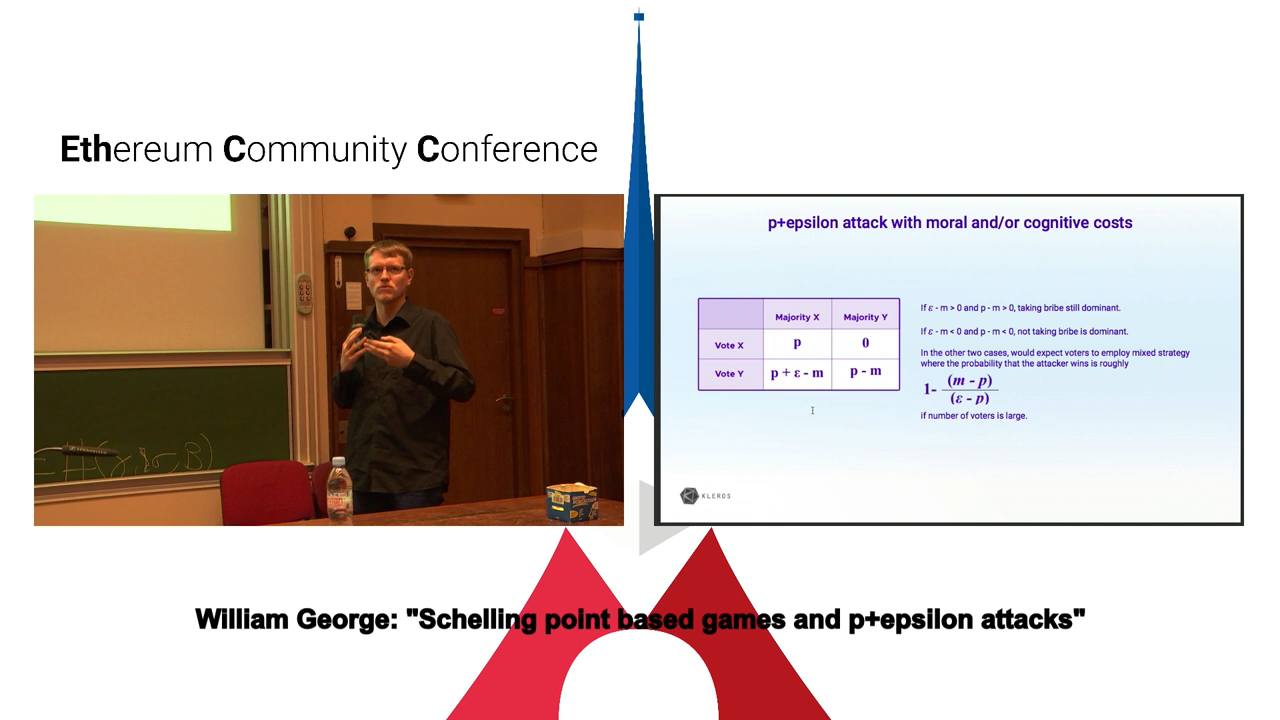 Ethereum Community Conference
p+epsilon attack with moral and/or cognitive costs
Majority X Majority Y
Vote X p 0
Vote Y p + ε - m p - m
If ε - m > 0 and p - m > 0, taking bribe still dominant.
If ε - m < 0 and p - m < 0, not taking bribe is dominant.
In the other two cases, would expect voters to employ mixed strategy
where the probability that the attacker wins is roughly
1- (m - p)
(ε - p)
if number of voters is large.
KLEROS
William George: "Schelling point based games and p+epsilon attacks"